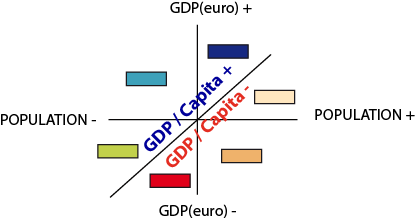 GDP(euro) +
GDP / Capita +
GDP / Capita -
POPULATION -
POPULATION +
GDP(euro) -